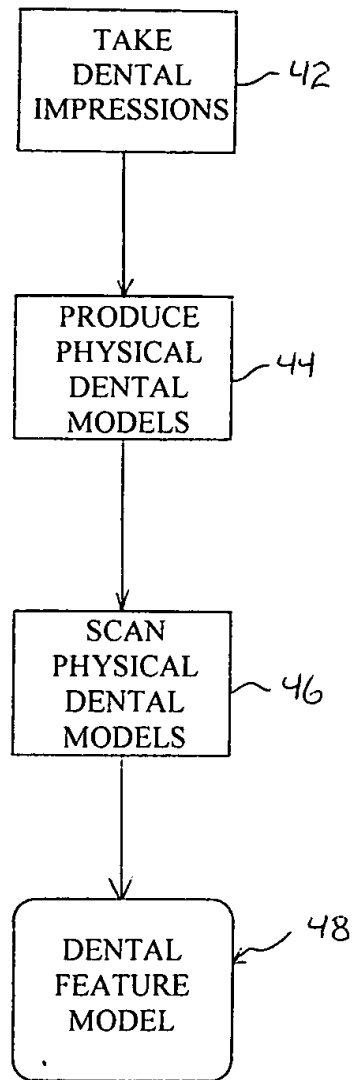 TAKE
DENTAL
IMPRESSIONS
42
PRODUCE
PHYSICAL
DENTAL
MODELS
44
SCAN
PHYSICAL
DENTAL
MODELS
46
DENTAL
FEATURE
MODEL
48